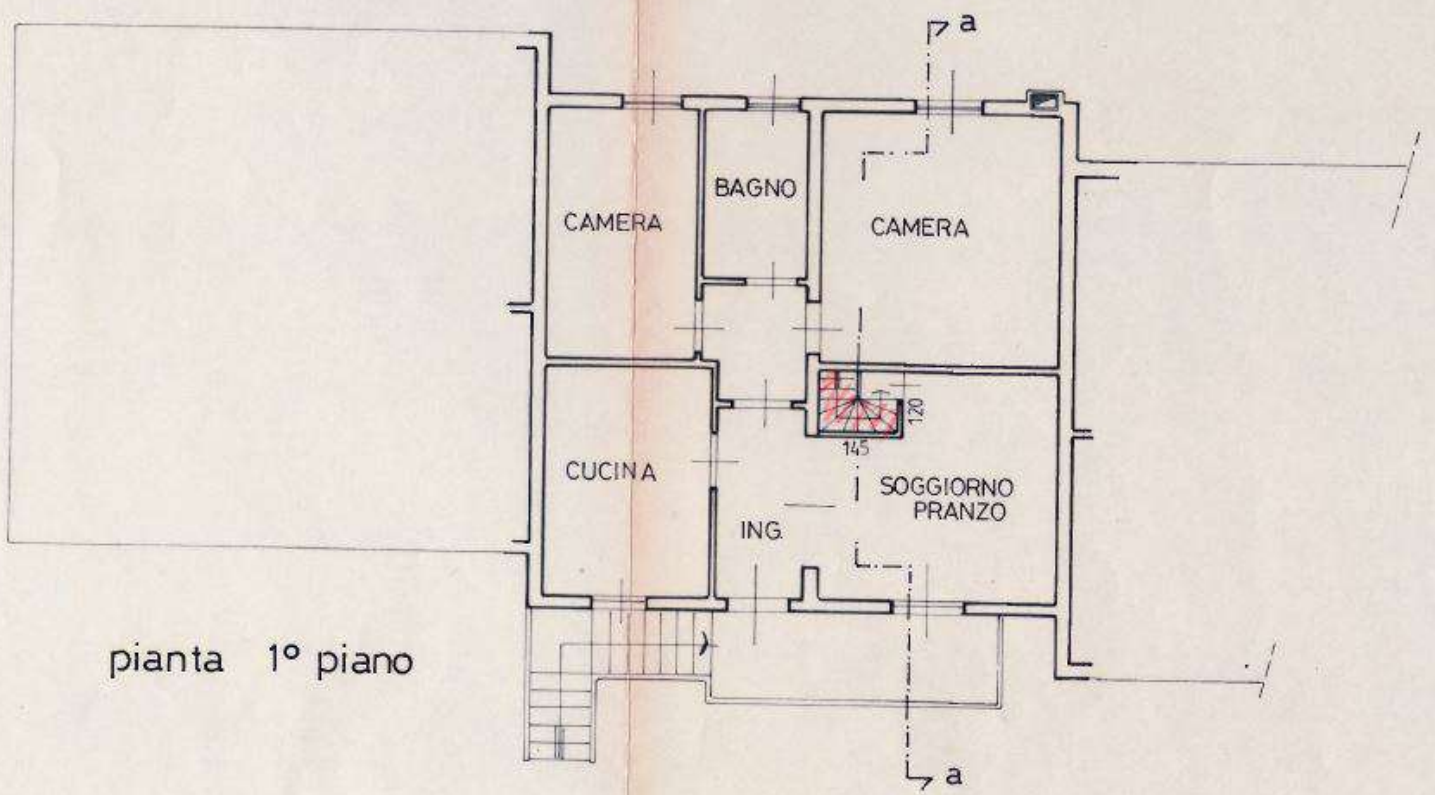 a
CAMERA
BAGNO
CAMERA
120
145
CUCINA
SOGGIORNO
PRANZO
ING.
pianta 1° piano
a